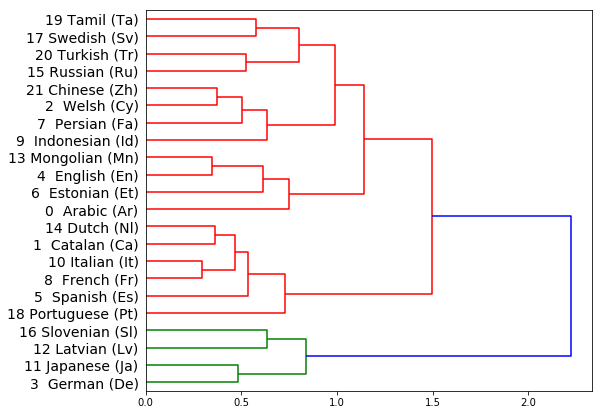 19 Tamil (Ta)
17 Swedish (Sv)
20 Turkish (Tr)
15 Russian (Ru)
21 Chinese (Zh)
2 Welsh (Cy)
7 Persian (Fa)
9 Indonesian (Id)
13 Mongolian (Mn)
4 English (En)
6 Estonian (Et)
0 Arabic (Ar)
14 Dutch (Nl)
1 Catalan (Ca)
10 Italian (It)
8 French (Fr)
5 Spanish (Es)
18 Portuguese (Pt)
16 Slovenian (Sl)
12 Latvian (Lv)
11 Japanese (Ja)
3 German (De)
0.0 0.5 1.0 1.5 2.0